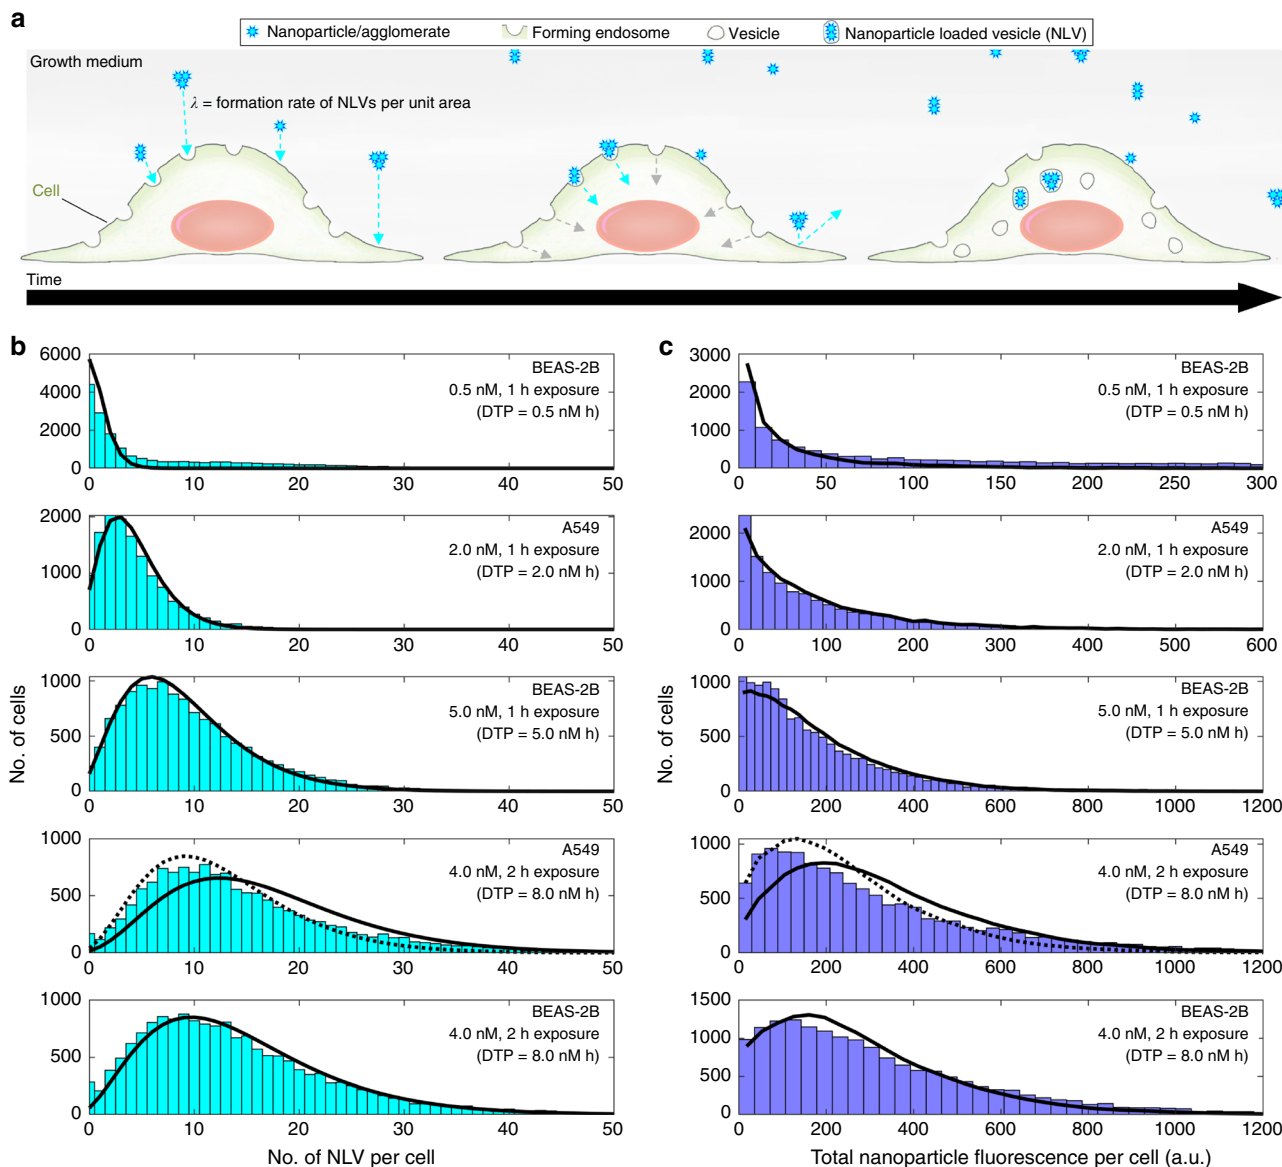 a
Nanoparticle/agglomerate
Forming endosome
Vesicle
Nanoparticle loaded vesicle (NLV)
Growth medium
λ = formation rate of NLVs per unit area
Cell
Time
b
6000
4000
2000
0
0 10 20 30 40 50
BEAS-2B
0.5 nM, 1 h exposure
(DTP = 0.5 nM h)
2000
1000
0
0 10 20 30 40 50
A549
2.0 nM, 1 h exposure
(DTP = 2.0 nM h)
No. of cells
1000
500
0
0 10 20 30 40 50
BEAS-2B
5.0 nM, 1 h exposure
(DTP = 5.0 nM h)
1000
500
0
0 10 20 30 40 50
A549
4.0 nM, 2 h exposure
(DTP = 8.0 nM h)
1000
500
0
0 10 20 30 40 50
BEAS-2B
4.0 nM, 2 h exposure
(DTP = 8.0 nM h)
No. of NLV per cell
c
3000
2000
1000
0
0 50 100 150 200 250 300
BEAS-2B
0.5 nM, 1 h exposure
(DTP = 0.5 nM h)
2000
1000
0
0 100 200 300 400 500 600
A549
2.0 nM, 1 h exposure
(DTP = 2.0 nM h)
No. of cells
1000
500
0
0 200 400 600 800 1000 1200
BEAS-2B
5.0 nM, 1 h exposure
(DTP = 5.0 nM h)
1000
500
0
0 200 400 600 800 1000 1200
A549
4.0 nM, 2 h exposure
(DTP = 8.0 nM h)
1500
1000
500
0
0 200 400 600 800 1000 1200
BEAS-2B
4.0 nM, 2 h exposure
(DTP = 8.0 nM h)
Total nanoparticle fluorescence per cell (a.u.)